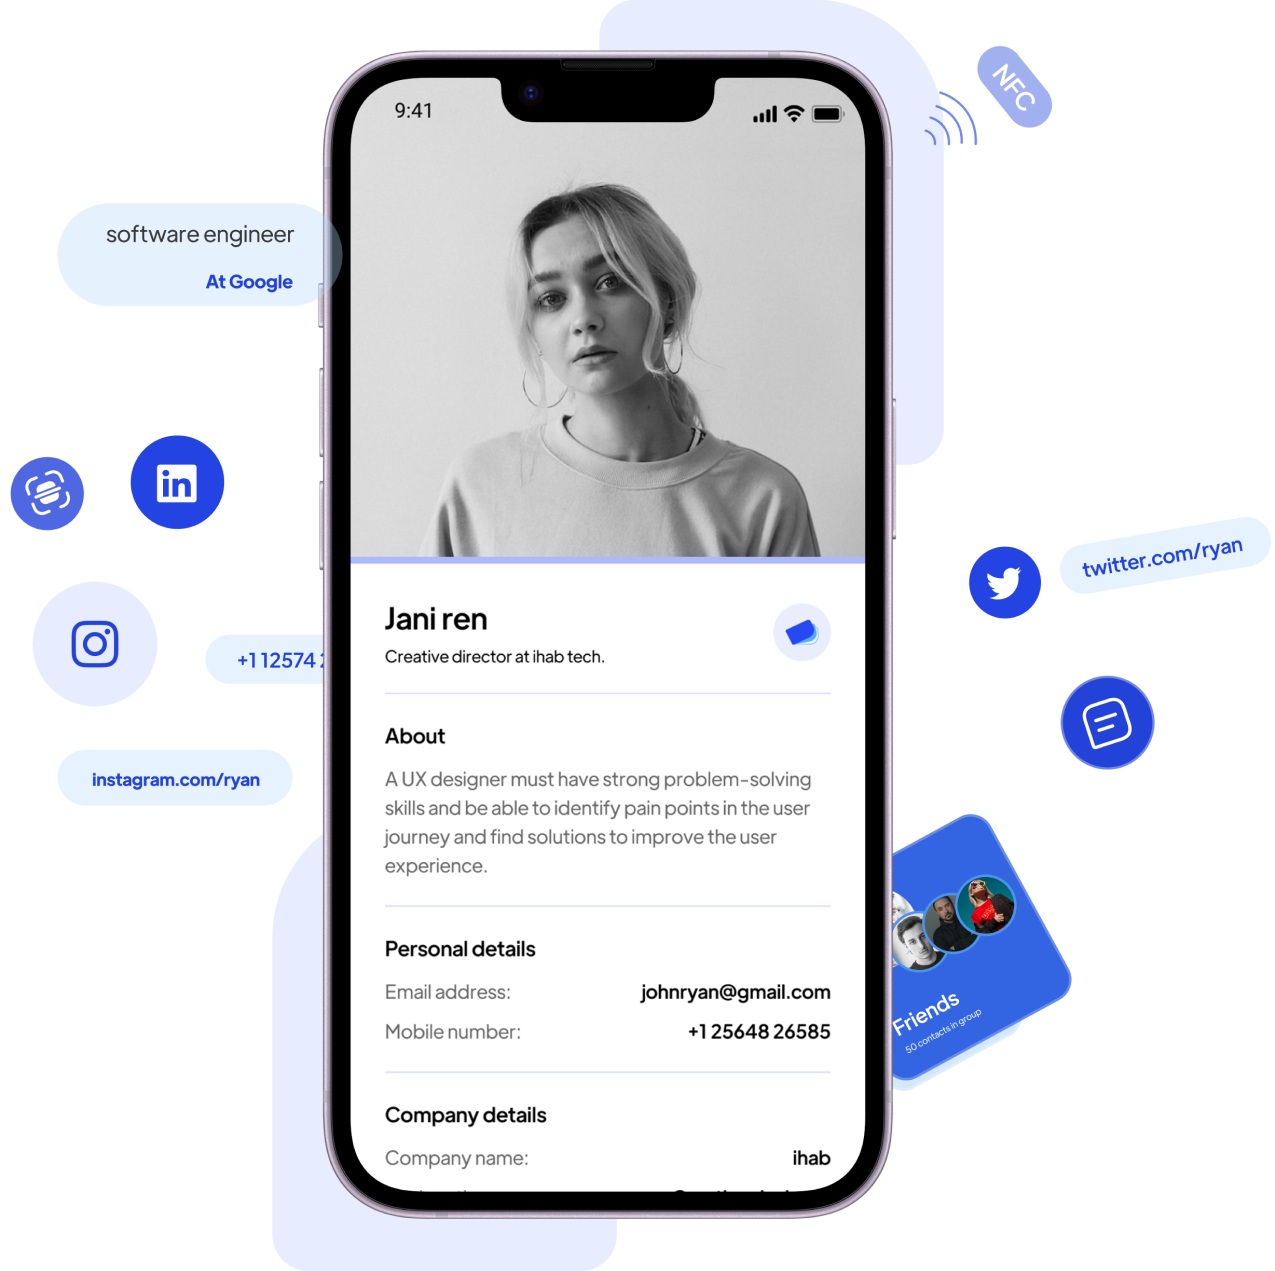 NFC
9:41
software engineer
At Google
in
twitter.com/ryan
Jani ren
Creative director at ihab tech.
+1 12574
instagram.com/ryan
About
A UX designer must have strong problem-solving
skills and be able to identify pain points in the user
journey and find solutions to improve the user
experience.
Personal details
Email address: johnryan@gmail.com
Mobile number: +1 25648 26585
Friends
50 contacts in group
Company details
Company name: ihab